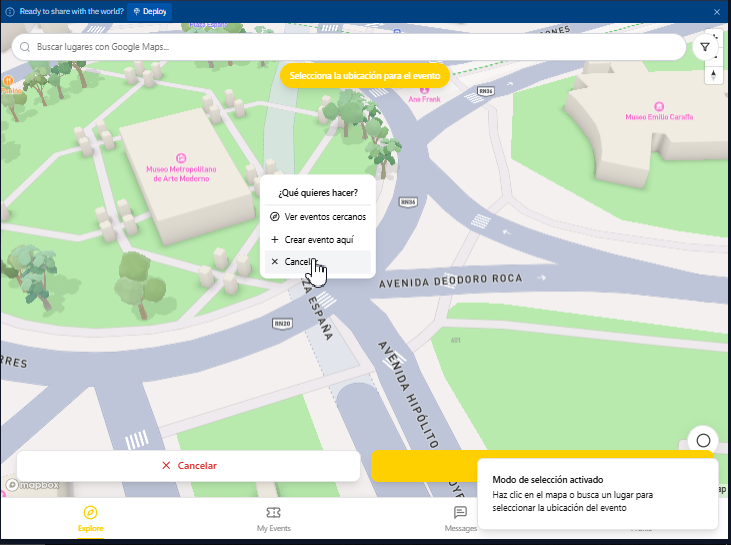 Ready to share with the world?
Deploy
Buscar lugares con Google Maps...
Selecciona la ubicación para el evento
RN36
Ana Frank
Museo Emilio Caraffa
Museo Metropolitano
de Arte Moderno
¿Qué quieres hacer?
Ver eventos cercanos
Crear evento aquí
Cancelar
RN36
AVENIDA DEODORO ROCA
ZA ESPAÑA
RN20
601
RRES
AVENIDA HIPÓLITO
OYE
Cancelar
mapbox
Modo de selección activado
Haz clic en el mapa o busca un lugar para
seleccionar la ubicación del evento
Explore
My Events
Messages